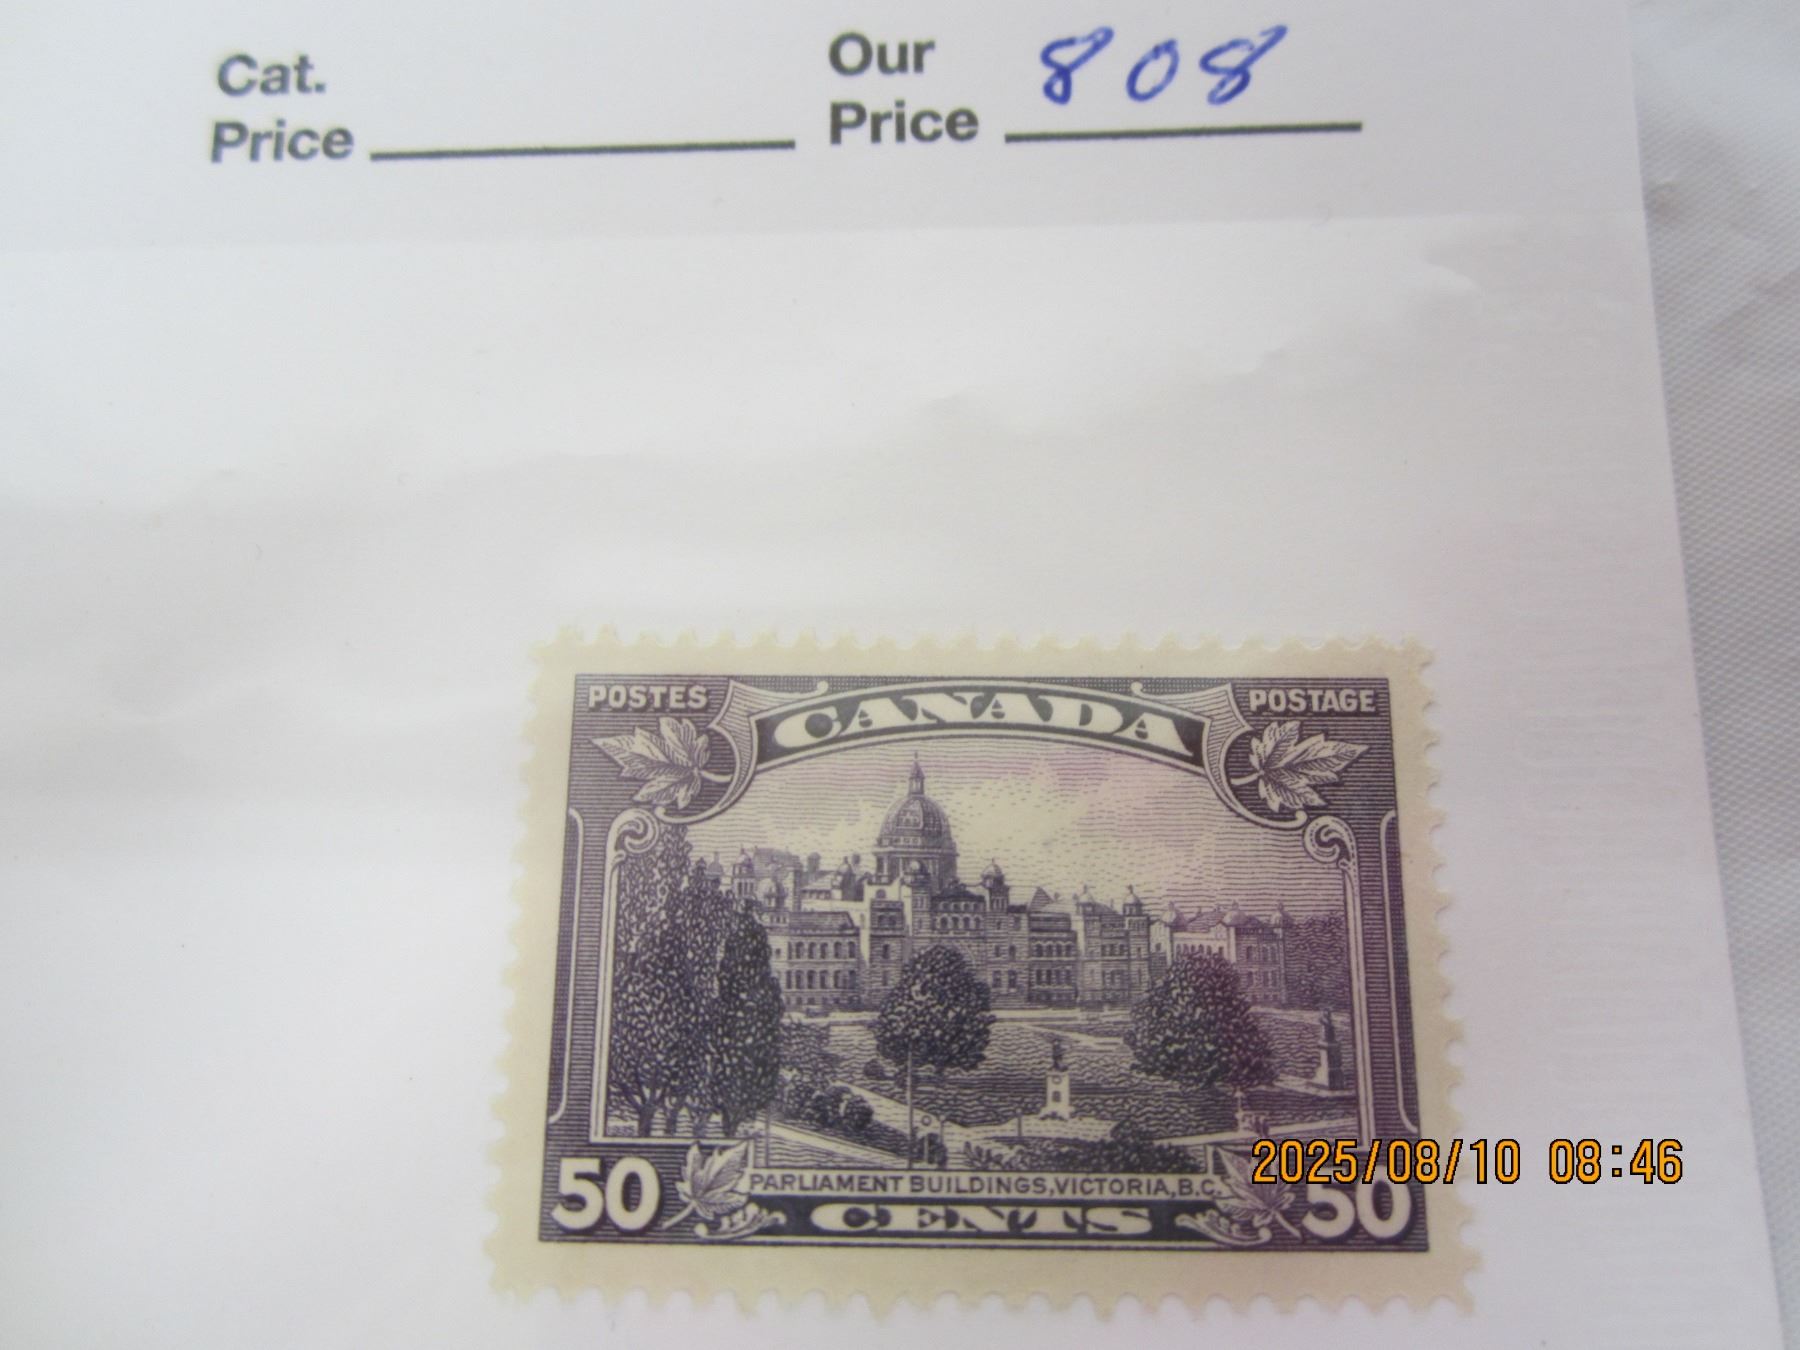 Cat.
Price
Our
Price 808
POSTES CANADA POSTAGE
50 PARLIAMENT BUILDINGS, VICTORIA, B.C. 50
CENTS
2025/08/10 08:46